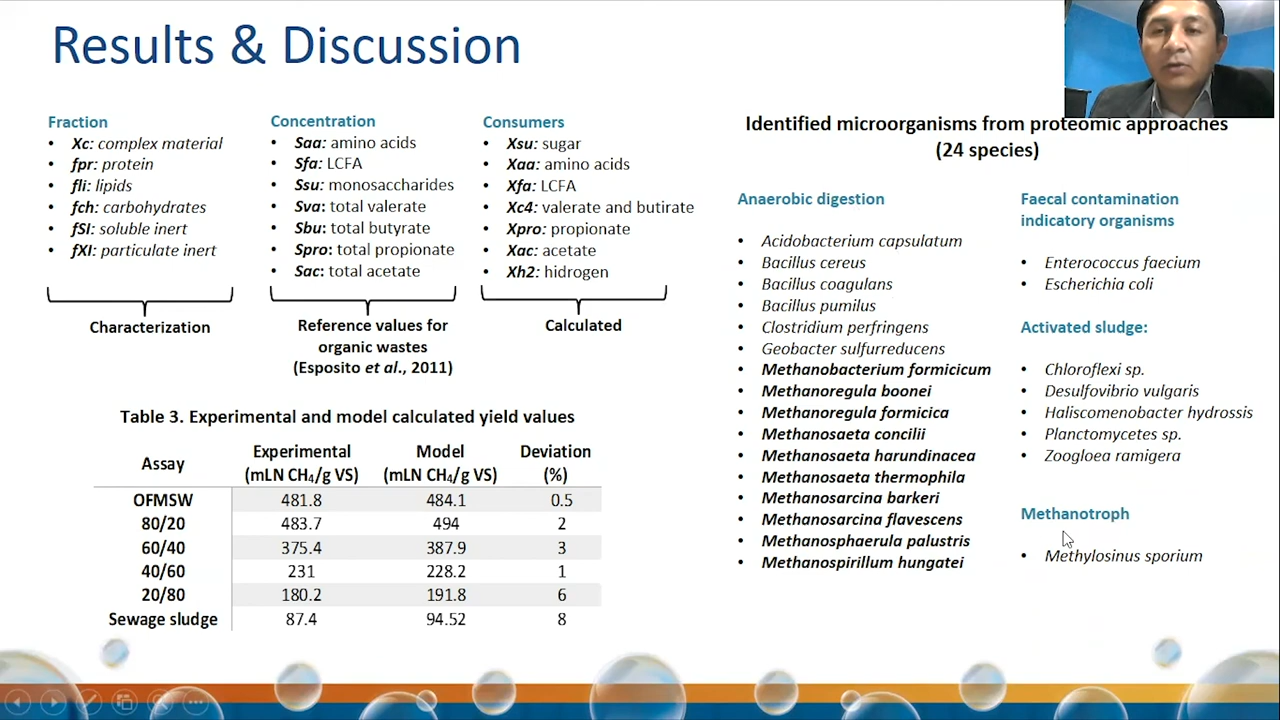 Results & Discussion
Fraction
• Xc: complex material
• fpr: protein
• fli: lipids
• fch: carbohydrates
• fSI: soluble inert
• fXI: particulate inert
Characterization
Concentration
• Saa: amino acids
• Sfa: LCFA
• Ssu: monosaccharids
• Sva: total valerate
• Sbu: total butyrate
• Spro: total propionate
• Sac: total acetate
Reference values for
organic wastes
(Esposito et al., 2011)
Consumers
• Xsu: sugar
• Xaa: amino acids
• Xfa: LCFA
• Xc4: valerate and butirate
• Xpro: propionate
• Xac: acetate
• Xh2: hidrogen
Calculated
Table 3. Experimental and model calculated yield values
Assay Experimental (mLN CH₄/g VS) Model (mLN CH₄/g VS) Deviation (%)
OFMSW 481.8 484.1 0.5
80/20 483.7 494 2
60/40 375.4 387.9 3
40/60 231 228.2 1
20/80 180.2 191.8 6
Sewage sludge 87.4 94.52 8
Identified microorganisms from proteomic approaches
(24 species)
Anaerobic digestion
• Acidobacterium capsulatum
• Bacillus cereus
• Bacillus coagulans
• Bacillus pumilus
• Clostridium perfringens
• Geobacter sulfurreducens
• Methanobacterium formicicum
• Methanoregula boonei
• Methanoregula formicica
• Methanosaeta concilii
• Methanosaeta harundinacea
• Methanosaeta thermophila
• Methanosarcina barkeri
• Methanosarcina flavescens
• Methanosphaerula palustris
• Methanospirillum hungatei
Faecal contamination
indicatory organisms
• Enterococcus faecium
• Escherichia coli
Activated sludge:
• Chloroflexi sp.
• Desulfovibrio vulgaris
• Haliscomenobacter hydrossis
• Planctomycetes sp.
• Zoogloea ramigera
Methanotroph
• Methylosinus sporium